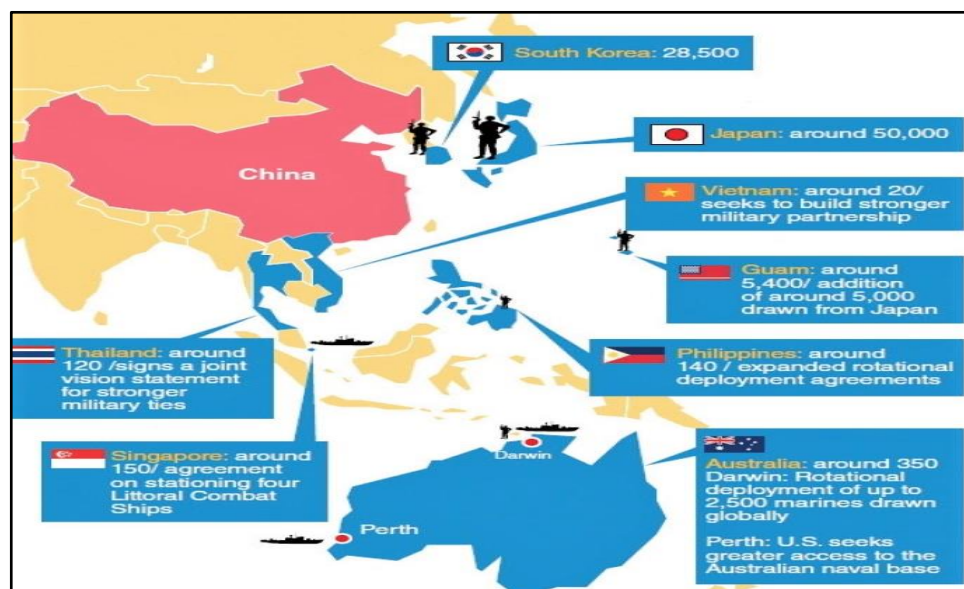 South Korea: 28,500
China
Japan: around 50,000
Vietnam: around 20/
seeks to build stronger
military partnership
Guam: around
5,400/ addition
of around 5,000
drawn from Japan
Thailand: around
120 /signs a joint
vision statement
for stronger
military ties
Philippines: around
140 / expanded rotational
deployment agreements
Singapore: around
150/ agreement
on stationing four
Littoral Combat
Ships
Darwin
Perth
Australia: around 350
Darwin: Rotational
deployment of up to
2,500 marines drawn
globally
Perth: U.S. seeks
greater access to the
Australian naval base